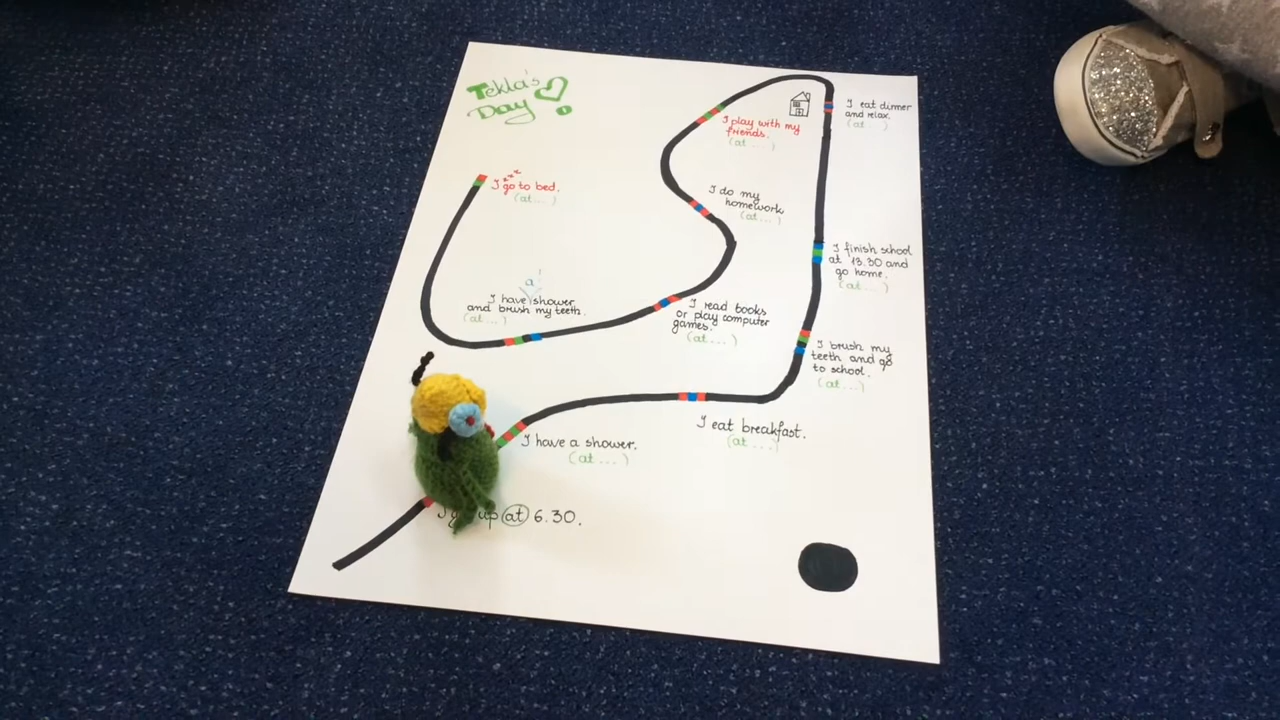 Tekla's
Day
I eat dinner
and relax.
(at )
I play with my
friends.
(at ...)
zzz
I go to bed.
(at ...)
I do my
homework
(at ...)
I finish school
at 13.30 and
go home.
(at ...)
a
I have shower
and brush my teeth.
(at ...)
I read books
or play computer
games.
(at ...)
I brush my
teeth and go
to school.
(at ...)
I eat breakfast.
(at ...)
I have a shower.
(at ...)
I up at 6.30.